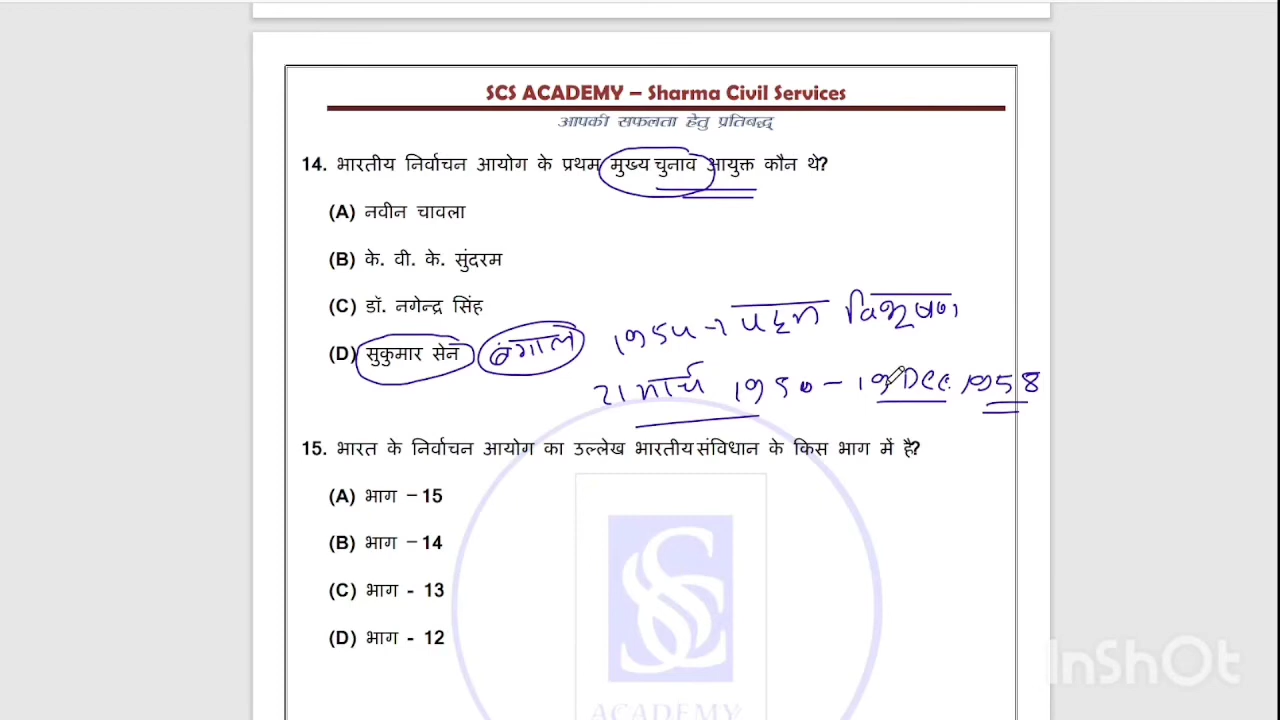 SCS ACADEMY – Sharma Civil Services
आपकी सफलता हेतु प्रतिबद्ध
14. भारतीय निर्वाचन आयोग के प्रथम मुख्य चुनाव आयुक्त कौन थे?
(A) नवीन चावला
(B) के. वी. के. सुंदरम
(C) डॉ. नगेन्द्र सिंह
1954 → पद्म विभूषण
(D) सुकुमार सेन बंगाल
21 मार्च 1950 – 19 DEC 1958
15. भारत के निर्वाचन आयोग का उल्लेख भारतीय संविधान के किस भाग में है?
(A) भाग – 15
(B) भाग – 14
(C) भाग - 13
(D) भाग - 12
ACADEMY
InShOt